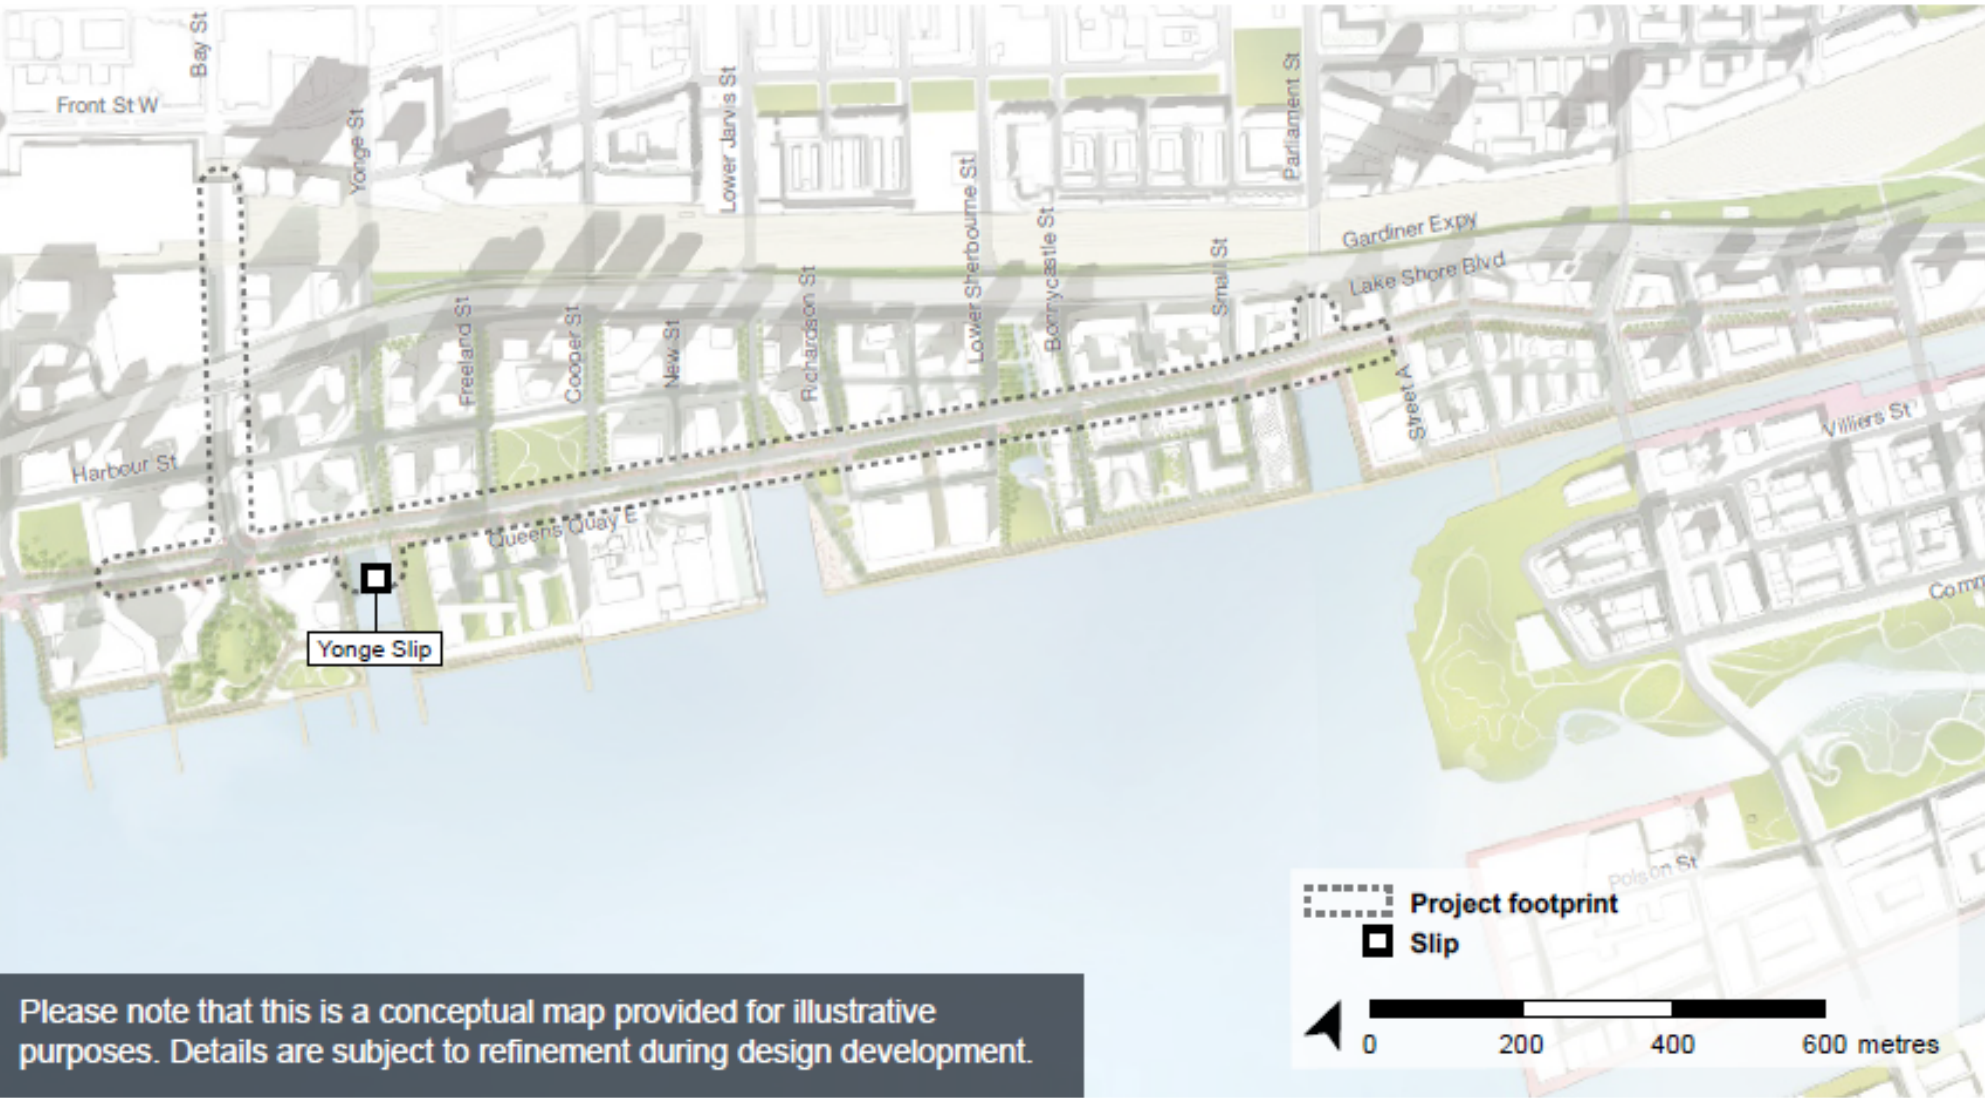 Bay St
Front St W
Yonge St
Lower Jarvis St
Parliament St
Lower Sherbourne St
Bonnycastle St
Small St
Gardiner Expy
Lake Shore Blvd
Richardson St
Freeland St
Cooper St
New St
Street A
Villiers St
Harbour St
Queens Quay E
Comm
Yonge Slip
Polson St
Project footprint
Slip
0 200 400 600 metres
Please note that this is a conceptual map provided for illustrative
purposes. Details are subject to refinement during design development.